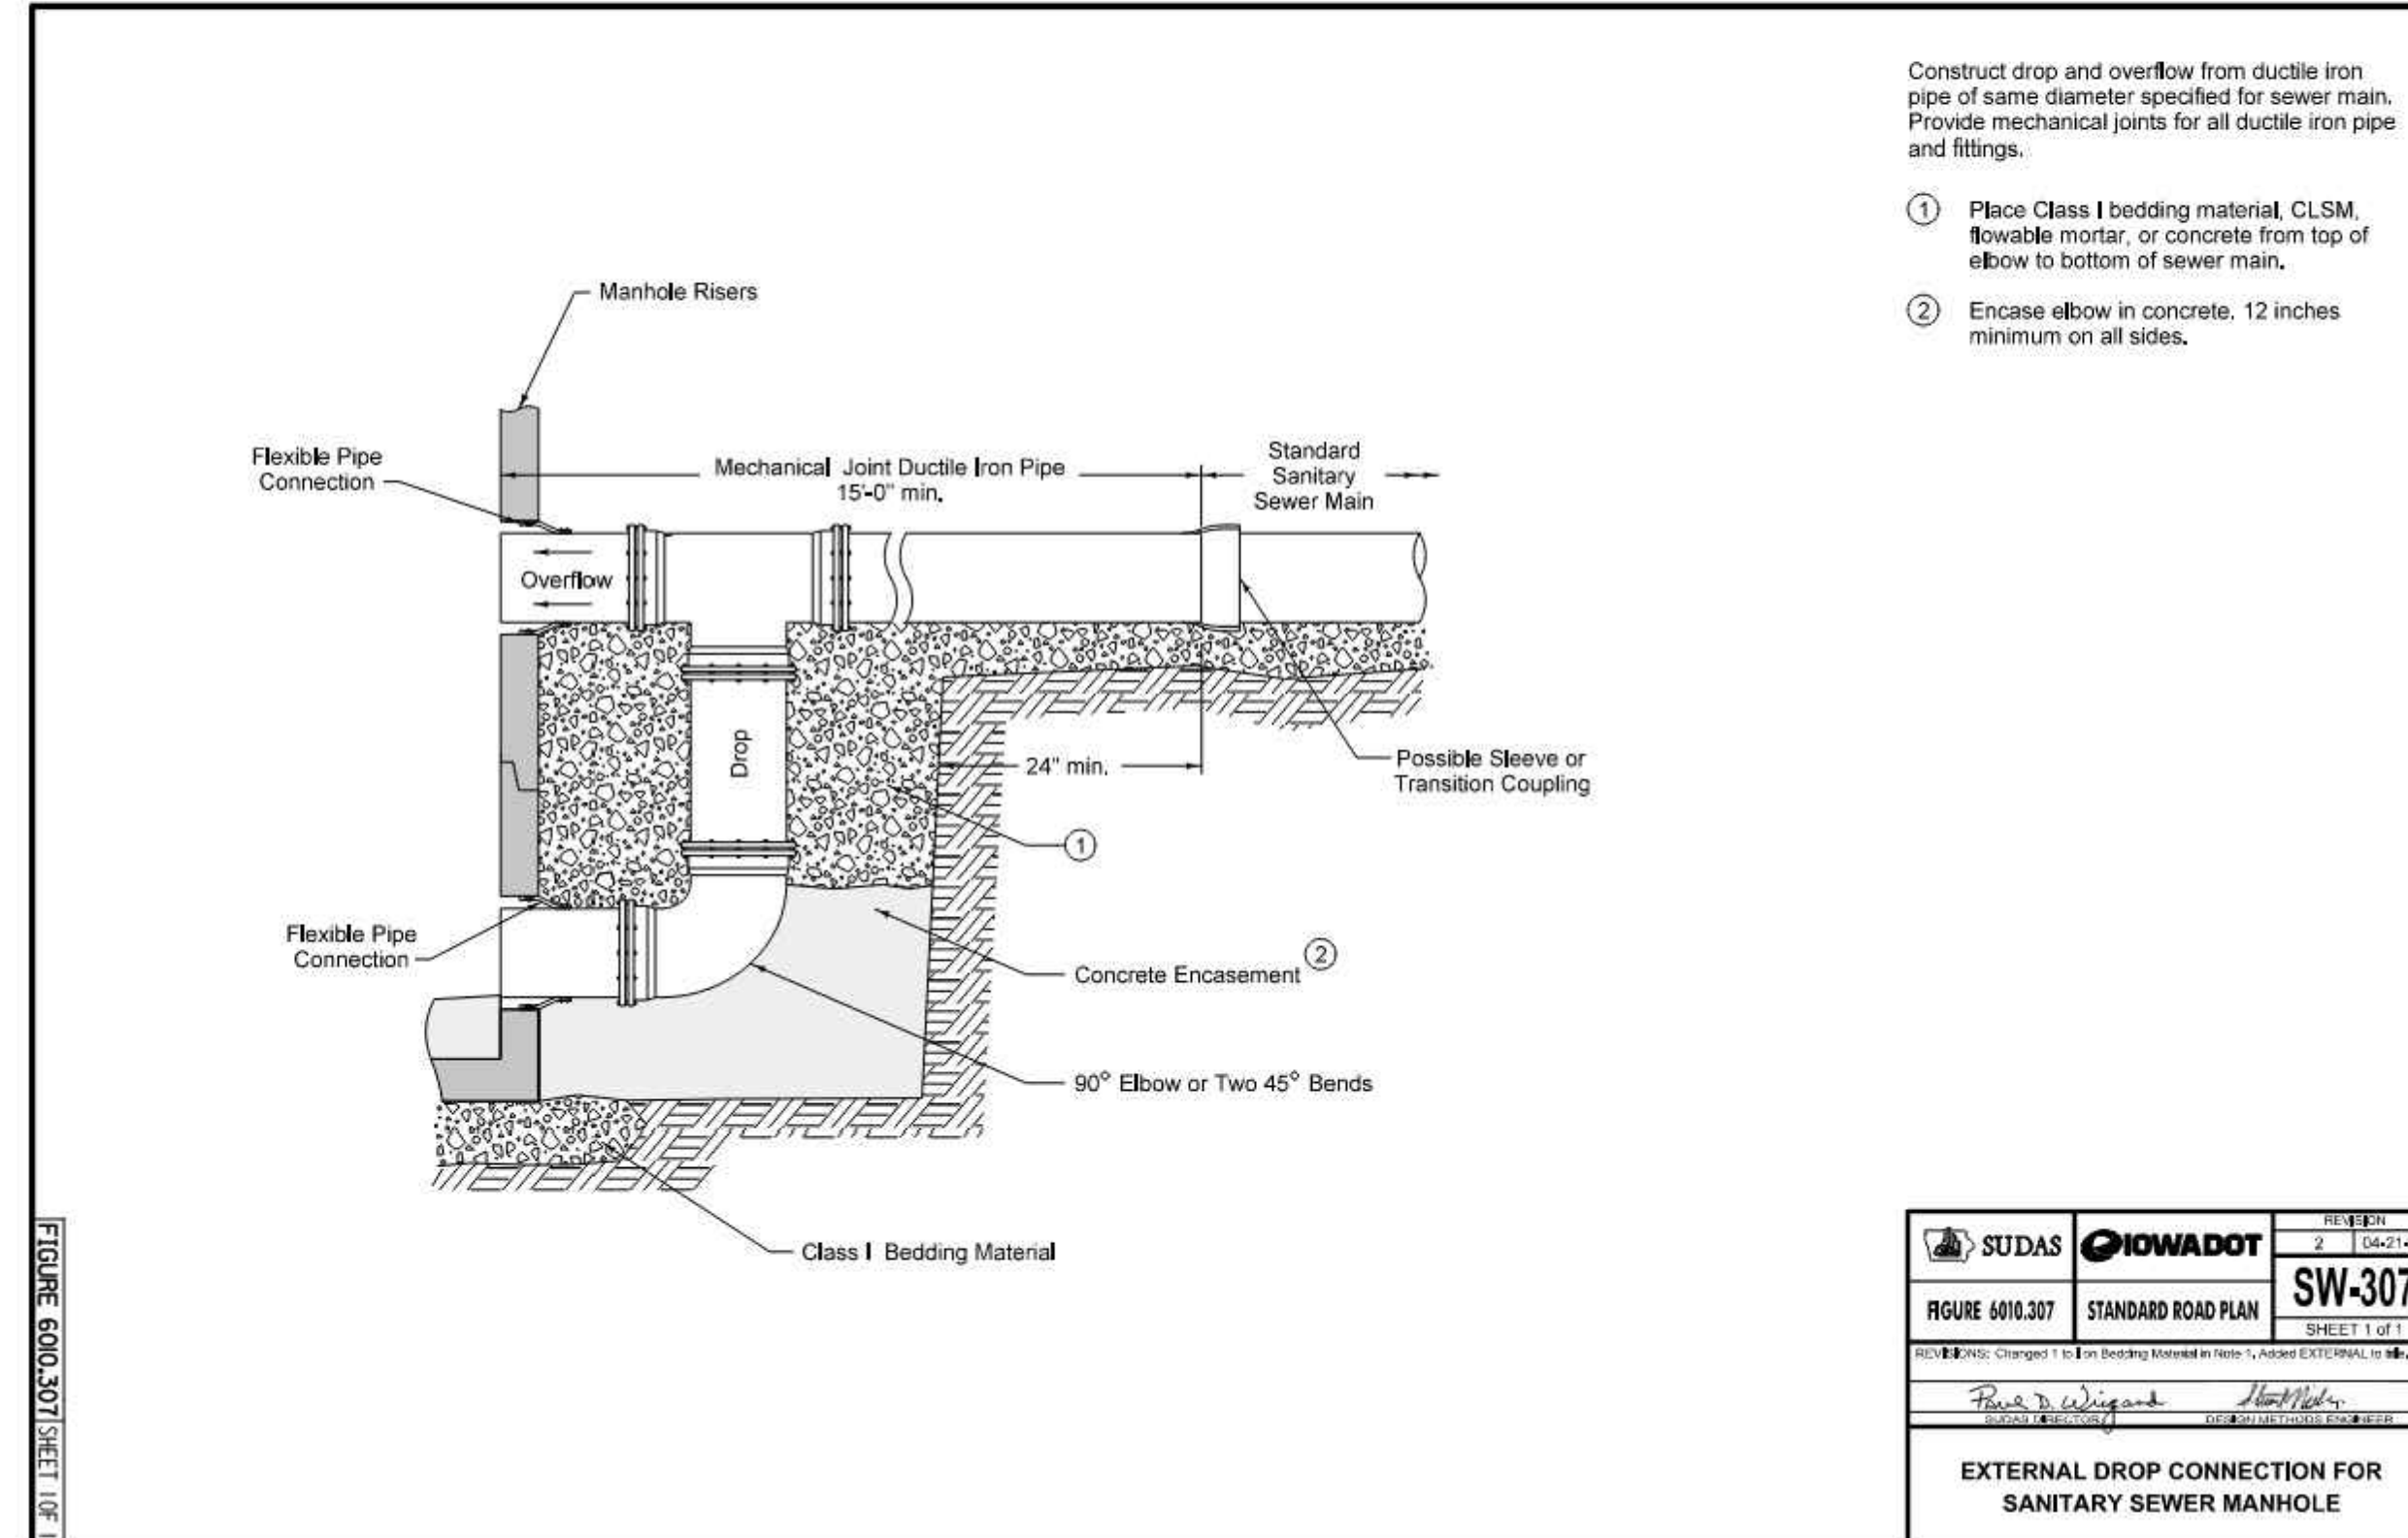 Construct drop and overflow from ductile iron
pipe of same diameter specified for sewer main.
Provide mechanical joints for all ductile iron pipe
and fittings.
1 Place Class I bedding material, CLSM,
flowable mortar, or concrete from top of
elbow to bottom of sewer main.
2 Encase elbow in concrete. 12 inches
minimum on all sides.
Manhole Risers
Flexible Pipe
Connection
Mechanical Joint Ductile Iron Pipe
15'-0" min.
Standard
Sanitary
Sewer Main
Overflow
Drop
24" min.
Possible Sleeve or
Transition Coupling
1
Flexible Pipe
Connection
Concrete Encasement 2
90° Elbow or Two 45° Bends
Class I Bedding Material
FIGURE 6010.307 SHEET 1 OF 1
SUDAS
IOWADOT
REVISION
2 04-21-
SW-307
FIGURE 6010.307
STANDARD ROAD PLAN
SHEET 1 of 1
REVISIONS: Changed 1 to I on Bedding Material in Note 1, Added EXTERNAL to title.
Paul D. Wiegand
SUDAS DIRECTOR
DESIGN METHODS ENGINEER
EXTERNAL DROP CONNECTION FOR
SANITARY SEWER MANHOLE